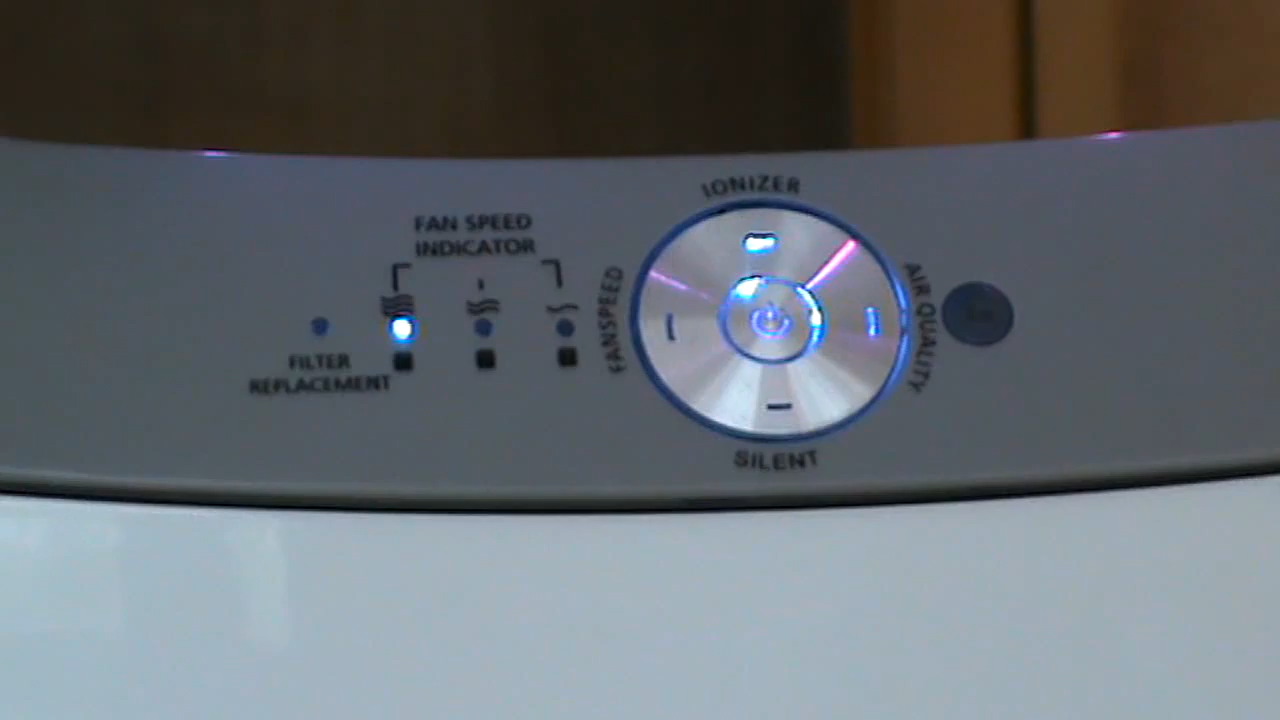 IONIZER
FAN SPEED
INDICATOR
FANSPEED
AIR QUALITY
FILTER
REPLACEMENT
SILENT